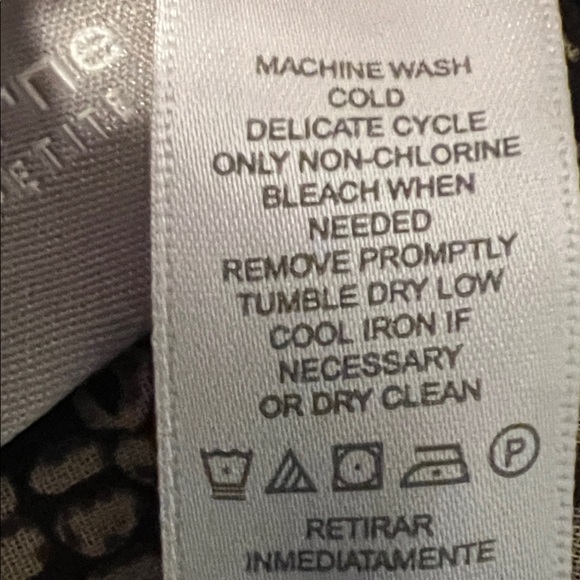 MACHINE WASH
COLD
DELICATE CYCLE
ONLY NON-CHLORINE
BLEACH WHEN
NEEDED
REMOVE PROMPTLY
TUMBLE DRY LOW
COOL IRON IF
NECESSARY
OR DRY CLEAN
P
RETIRAR
INMEDIATAMENTE